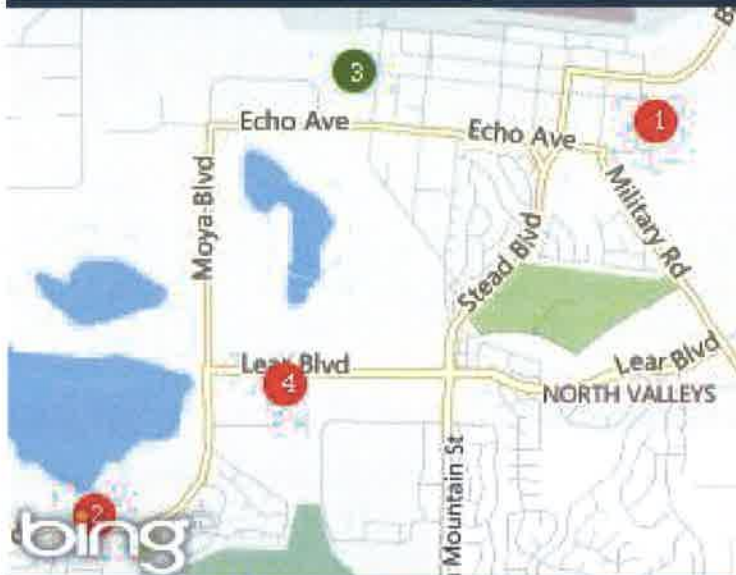 3
1
Echo Ave
Echo Ave
Moya Blvd
Military Rd
Stead Blvd
Lear Blvd
4
Lear Blvd
NORTH VALLEYS
Mountain St
2
bing